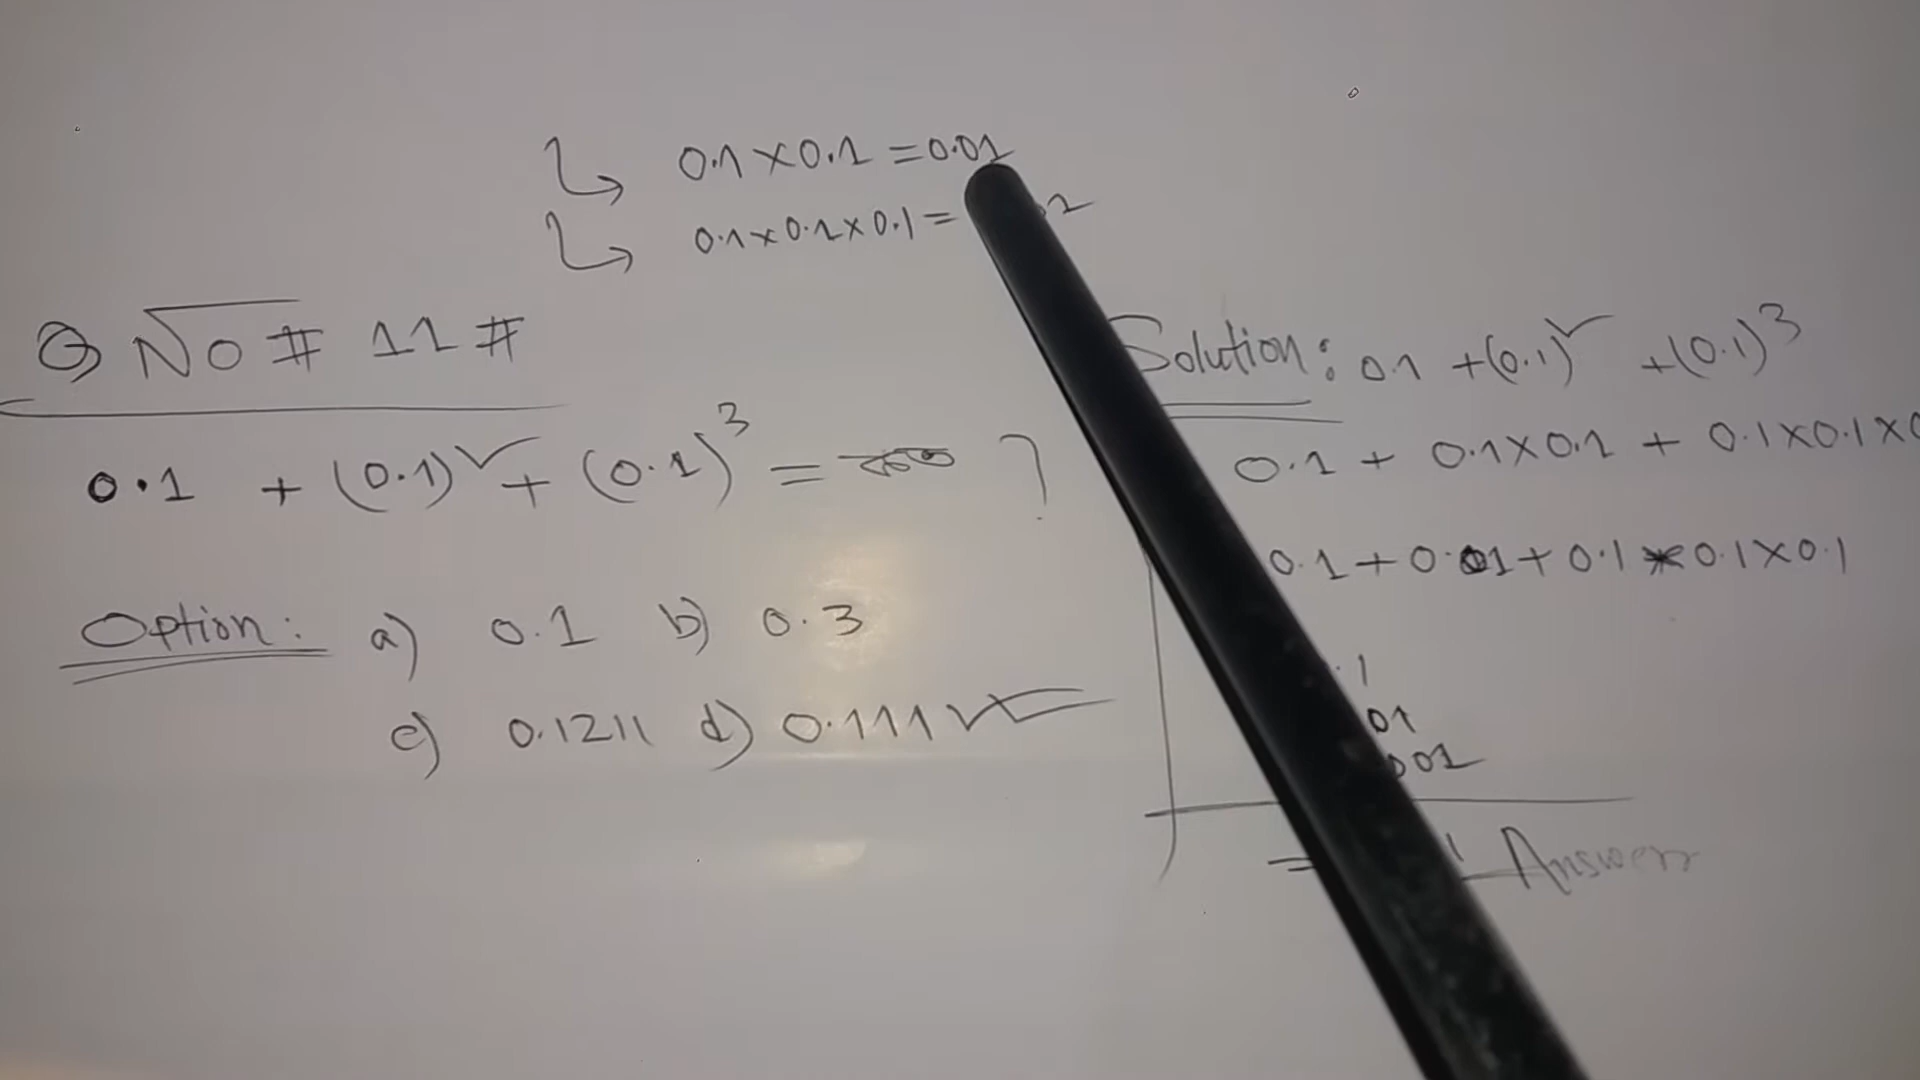 0.1 × 0.1 = 0.01
0.1 × 0.1 × 0.1 =
Q No # 11 #
0.1 + (0.1)² + (0.1)³ = ?
Option: a) 0.1 b) 0.3
c) 0.1211 d) 0.111 ✓
Solution: 0.1 + (0.1)² + (0.1)³
0.1 + 0.1 × 0.1 + 0.1 × 0.1 ×
0.1 + 0.01 + 0.1 × 0.1 × 0.1
.1
01
001
= Answer